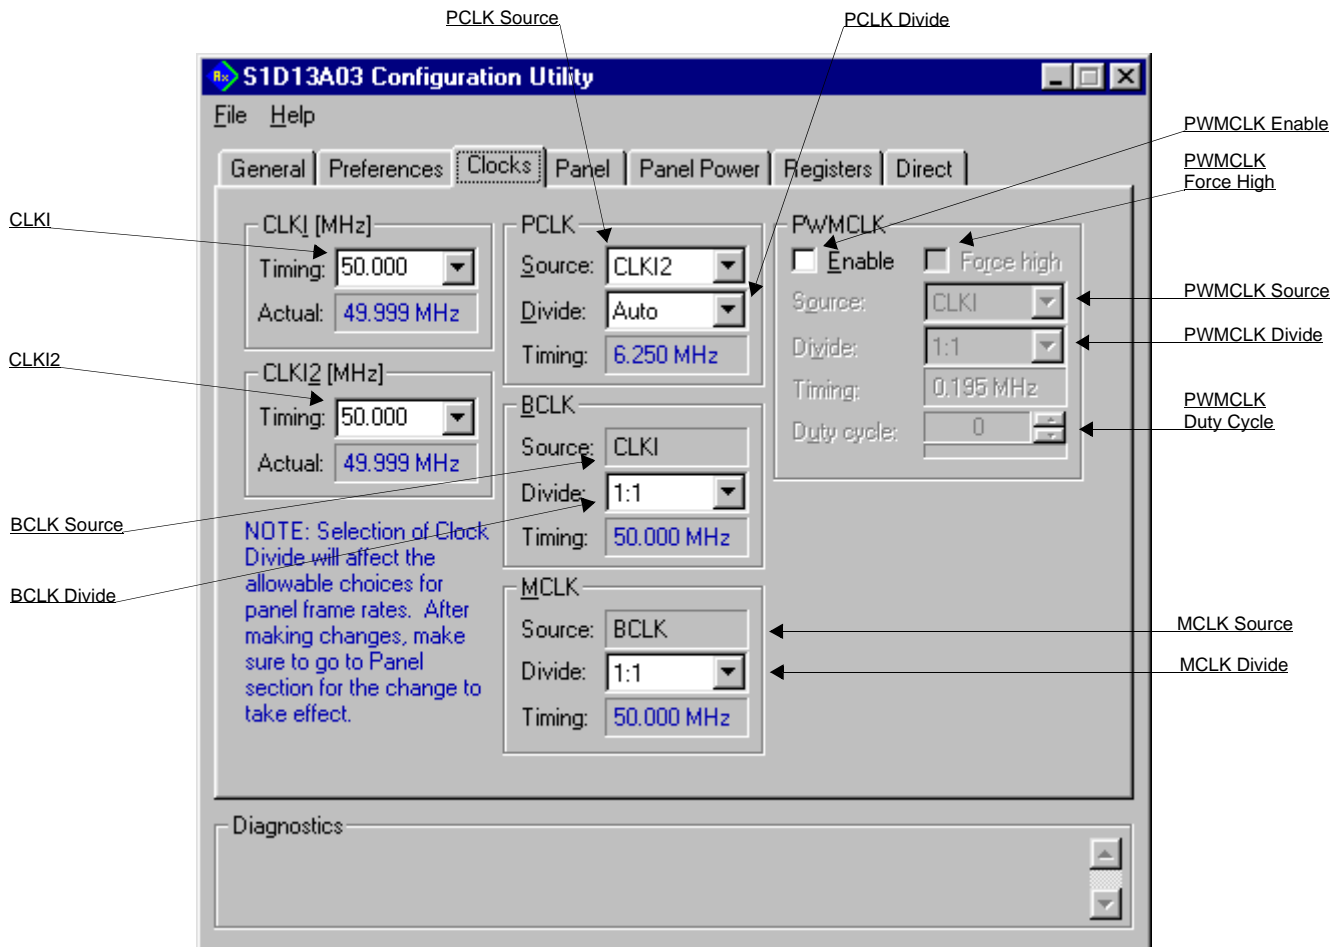 PCLK Source
PCLK Divide
S1D13A03 Configuration Utility
File Help
PWMCLK Enable
PWMCLK
Force High
General Preferences Clocks Panel Panel Power Registers Direct
CLKI
CLKI [MHz]
Timing: 50.000
Actual: 49.999 MHz
CLKI2
CLKI2 [MHz]
Timing: 50.000
Actual: 49.999 MHz
BCLK Source
BCLK Divide
NOTE: Selection of Clock
Divide will affect the
allowable choices for
panel frame rates. After
making changes, make
sure to go to Panel
section for the change to
take effect.
PCLK
Source: CLKI2
Divide: Auto
Timing: 6.250 MHz
BCLK
Source: CLKI
Divide: 1:1
Timing: 50.000 MHz
MCLK
Source: BCLK
Divide: 1:1
Timing: 50.000 MHz
PWMCLK
Enable Force high
Source: CLKI
Divide: 1:1
Timing: 0.195 MHz
Duty cycle: 0
PWMCLK Source
PWMCLK Divide
PWMCLK
Duty Cycle
MCLK Source
MCLK Divide
Diagnostics